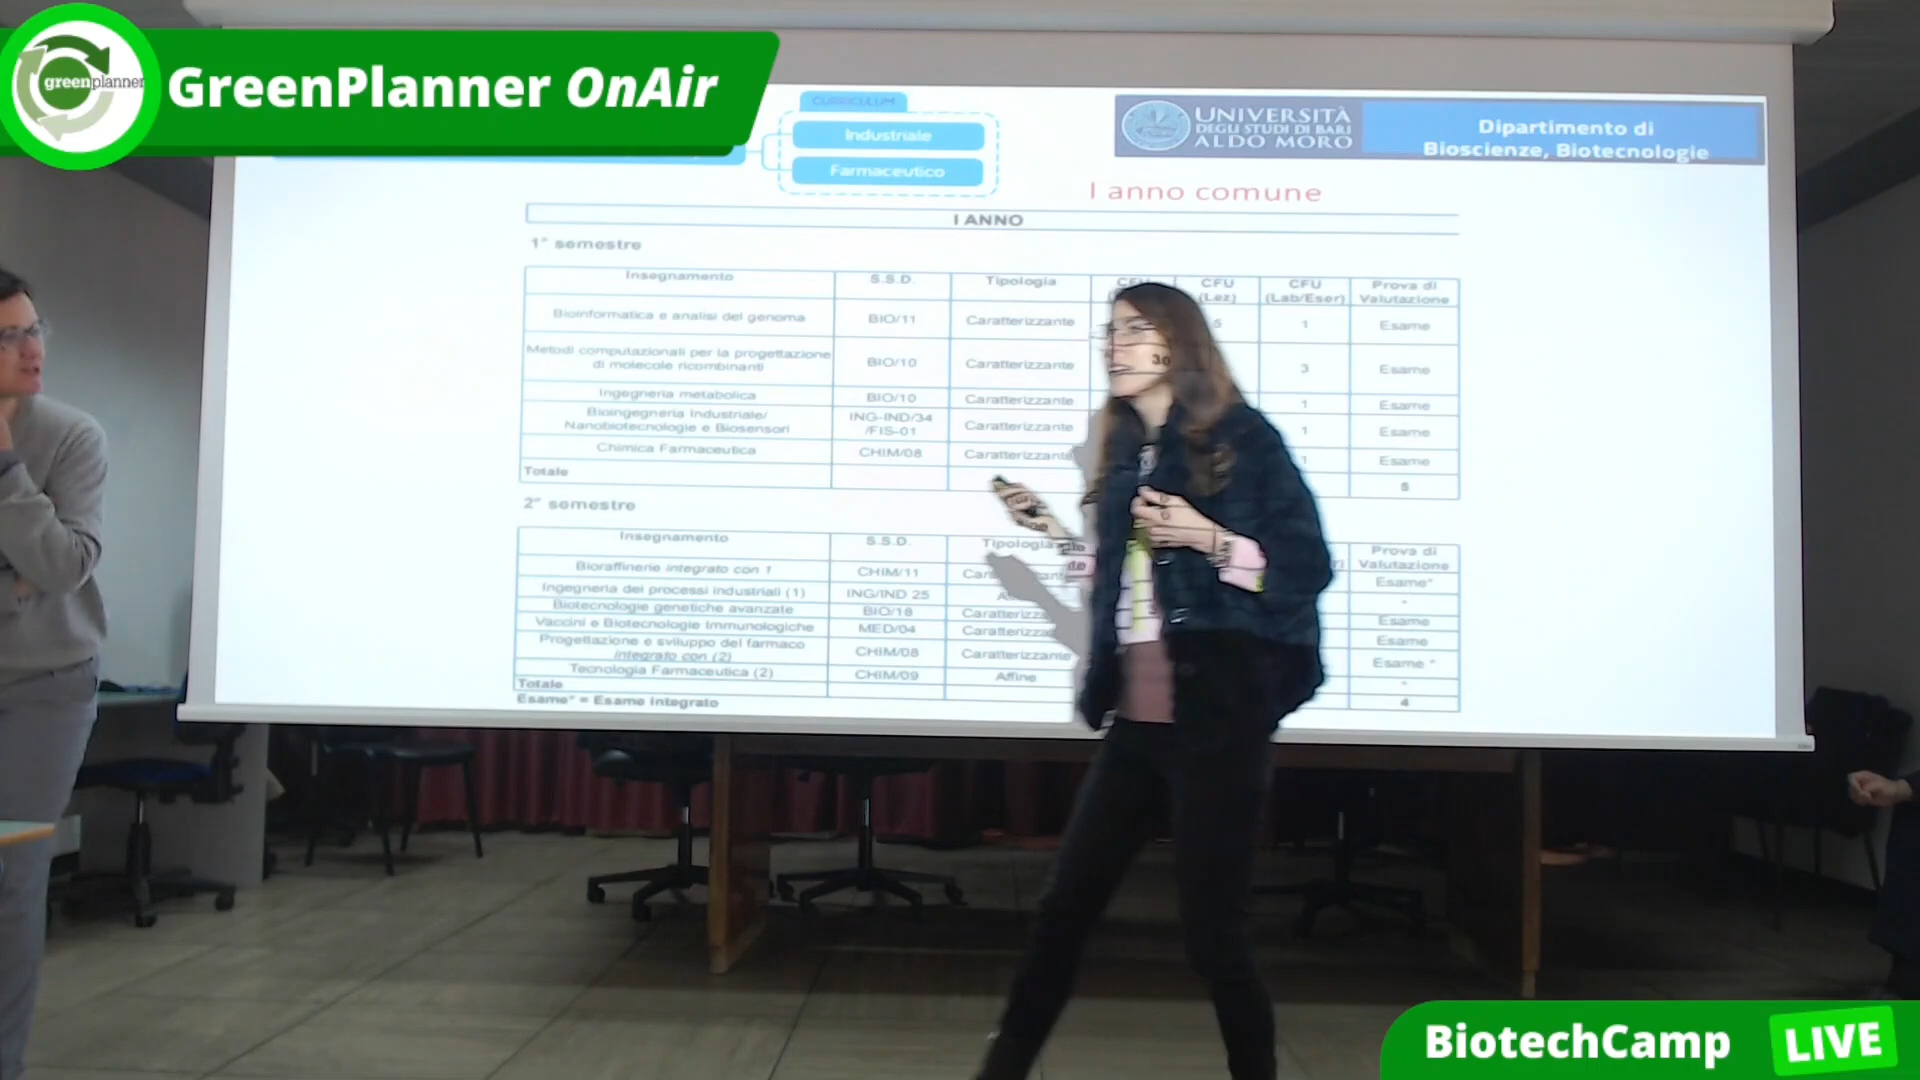 greenplanner
GreenPlanner OnAir
CURRICULUM
Industriale
Farmaceutico
UNIVERSITÀ
DEGLI STUDI DI BARI
ALDO MORO
Dipartimento di
Bioscienze, Biotecnologie
I anno comune
I ANNO
1° semestre
Insegnamento S.S.D. Tipologia CFU CFU Prova di
(Lez) (Lab/Eser) Valutazione
Bioinformatica e analisi del genoma BIO/11 Caratterizzante 5 1 Esame
Metodi computazionali per la progettazione
di molecole ricombinanti BIO/10 Caratterizzante 3 Esame
Ingegneria metabolica BIO/10 Caratterizzante 1 Esame
Bioingegneria Industriale/ ING-IND/34
Nanobiotecnologie e Biosensori /FIS-01 Caratterizzante 1 Esame
Chimica Farmaceutica CHIM/08 Caratterizzante 1 Esame
Totale 30 5
2° semestre
Insegnamento S.S.D. Tipologia Prova di
Valutazione
Bioraffinerie integrato con 1 CHIM/11 Esame*
Ingegneria dei processi industriali (1) ING/IND 25
Biotecnologie genetiche avanzate BIO/18 Esame
Vaccini e Biotecnologie Immunologiche MED/04 Esame
Progettazione e sviluppo del farmaco
integrato con (2) CHIM/08 Caratterizzante Esame *
Tecnologia Farmaceutica (2) CHIM/09 Affine
Totale 4
Esame* = Esame integrato
BiotechCamp LIVE